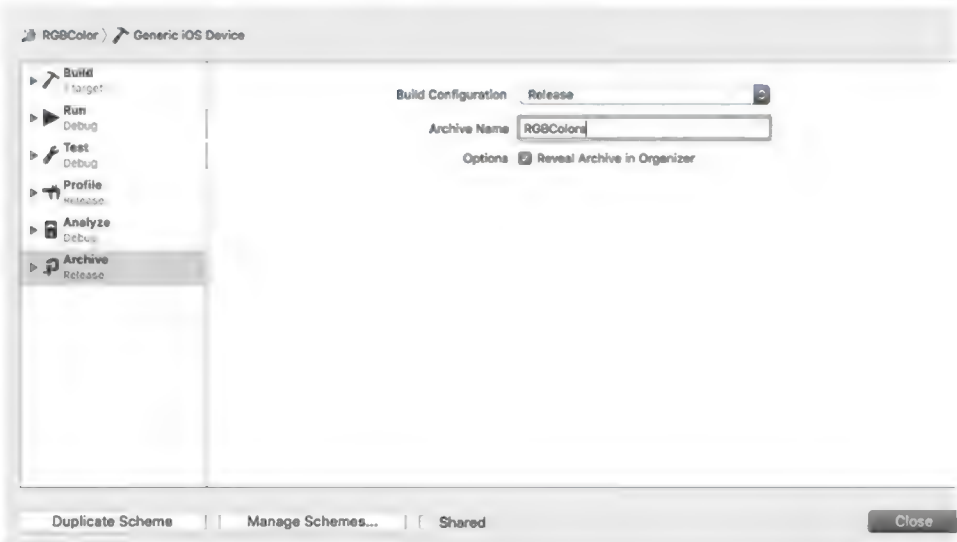 RGBColor 〉 Generic iOS Device
Build
1 target
Run
Debug
Test
Debug
Profile
Release
Analyze
Debug
Archive
Release
Build Configuration Release
Archive Name RGBColors
Options Reveal Archive in Organizer
Duplicate Scheme Manage Schemes... Shared Close